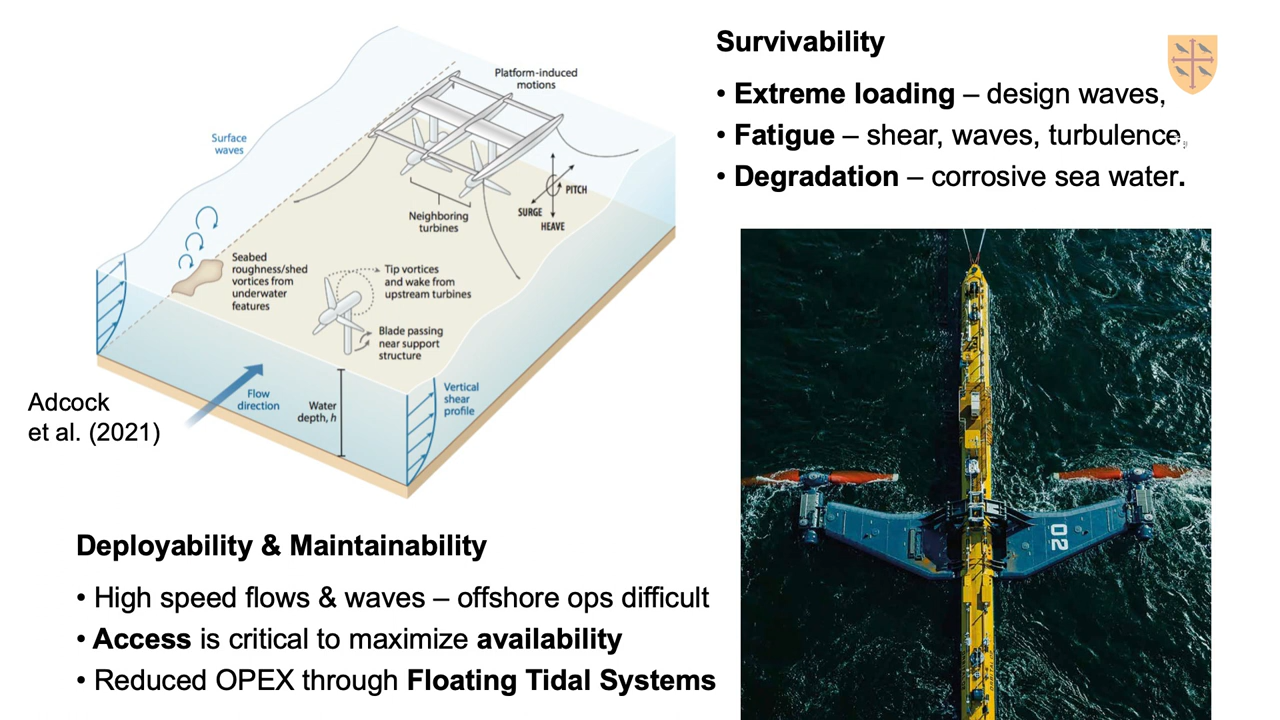 Survivability
• Extreme loading – design waves,
• Fatigue – shear, waves, turbulence,
• Degradation – corrosive sea water.
Platform-induced
motions
Surface
waves
PITCH
SURGE
HEAVE
Neighboring
turbines
Seabed
roughness/shed
vortices from
underwater
features
Tip vortices
and wake from
upstream turbines
Blade passing
near support
structure
Flow
direction
Water
depth, h
Vertical
shear
profile
Adcock
et al. (2021)
02
Deployability & Maintainability
• High speed flows & waves – offshore ops difficult
• Access is critical to maximize availability
• Reduced OPEX through Floating Tidal Systems